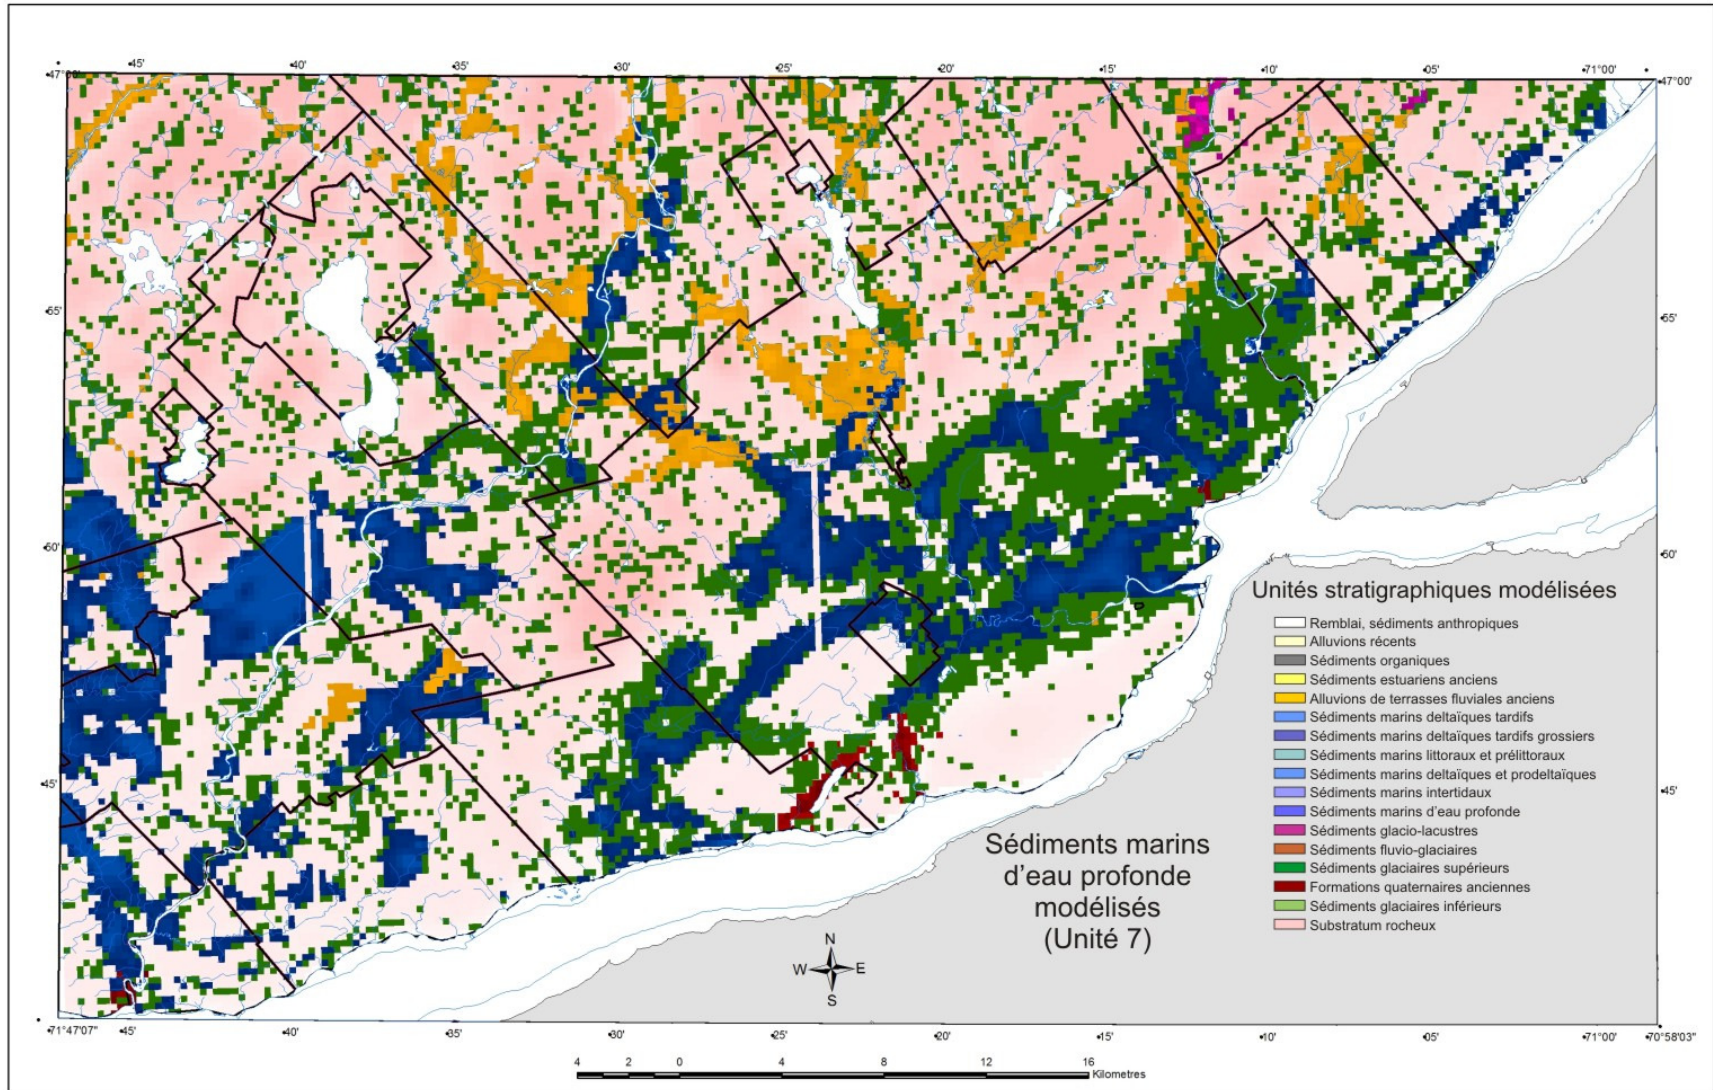 47°00' 45' 40' 35' 30' 25' 20' 15' 10' 05' 71°00' 47°00'
65' 65'
60' 60'
45' 45'
Unités stratigraphiques modélisées
Remblai, sédiments anthropiques
Alluvions récents
Sédiments organiques
Sédiments estuariens anciens
Alluvions de terrasses fluviales anciens
Sédiments marins deltaïques tardifs
Sédiments marins deltaïques tardifs grossiers
Sédiments marins littoraux et prélittoraux
Sédiments marins deltaïques et prodeltaïques
Sédiments marins intertidaux
Sédiments marins d'eau profonde
Sédiments glacio-lacustres
Sédiments fluvio-glaciaires
Sédiments glaciaires supérieurs
Formations quaternaires anciennes
Sédiments glaciaires inférieurs
Substratum rocheux
Sédiments marins
d'eau profonde
modélisés
(Unité 7)
N
W E
S
71°47'07" 45' 40' 35' 30' 25' 20' 15' 10' 05' 71°00' 70°58'03"
4 2 0 4 8 12 16
Kilometres